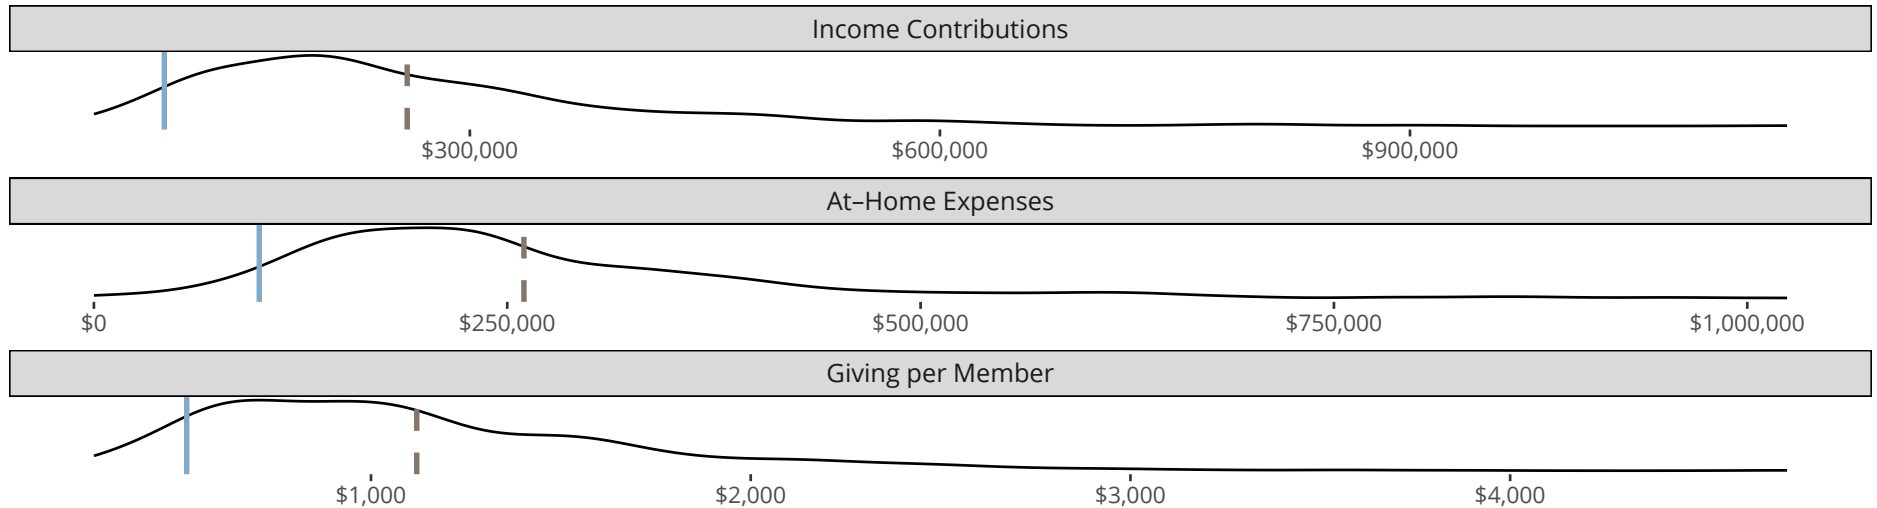 Income Contributions
$300,000 $600,000 $900,000
At–Home Expenses
$0 $250,000 $500,000 $750,000 $1,000,000
Giving per Member
$1,000 $2,000 $3,000 $4,000